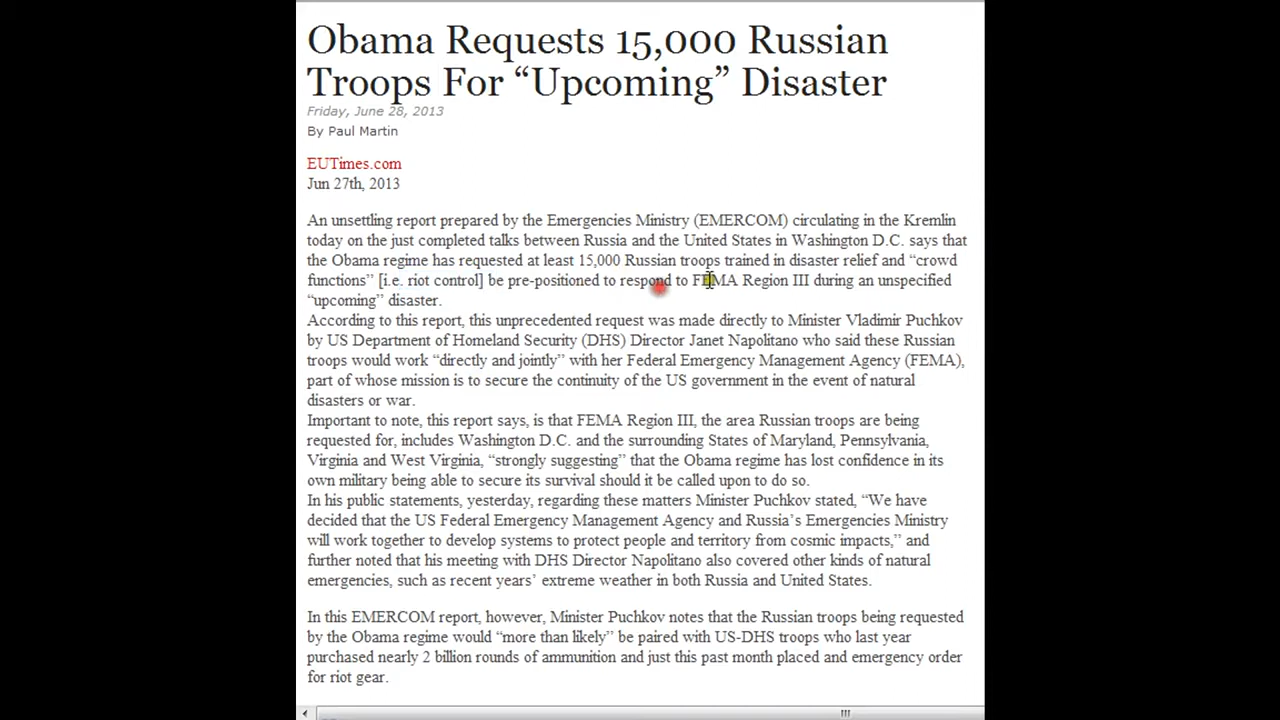 Obama Requests 15,000 Russian
Troops For “Upcoming” Disaster
Friday, June 28, 2013
By Paul Martin
EUTimes.com
Jun 27th, 2013
An unsettling report prepared by the Emergencies Ministry (EMERCOM) circulating in the Kremlin
today on the just completed talks between Russia and the United States in Washington D.C. says that
the Obama regime has requested at least 15,000 Russian troops trained in disaster relief and “crowd
functions” [i.e. riot control] be pre-positioned to respond to FEMA Region III during an unspecified
“upcoming” disaster.
According to this report, this unprecedented request was made directly to Minister Vladimir Puchkov
by US Department of Homeland Security (DHS) Director Janet Napolitano who said these Russian
troops would work “directly and jointly” with her Federal Emergency Management Agency (FEMA),
part of whose mission is to secure the continuity of the US government in the event of natural
disasters or war.
Important to note, this report says, is that FEMA Region III, the area Russian troops are being
requested for, includes Washington D.C. and the surrounding States of Maryland, Pennsylvania,
Virginia and West Virginia, “strongly suggesting” that the Obama regime has lost confidence in its
own military being able to secure its survival should it be called upon to do so.
In his public statements, yesterday, regarding these matters Minister Puchkov stated, “We have
decided that the US Federal Emergency Management Agency and Russia’s Emergencies Ministry
will work together to develop systems to protect people and territory from cosmic impacts,” and
further noted that his meeting with DHS Director Napolitano also covered other kinds of natural
emergencies, such as recent years’ extreme weather in both Russia and United States.
In this EMERCOM report, however, Minister Puchkov notes that the Russian troops being requested
by the Obama regime would “more than likely” be paired with US-DHS troops who last year
purchased nearly 2 billion rounds of ammunition and just this past month placed and emergency order
for riot gear.